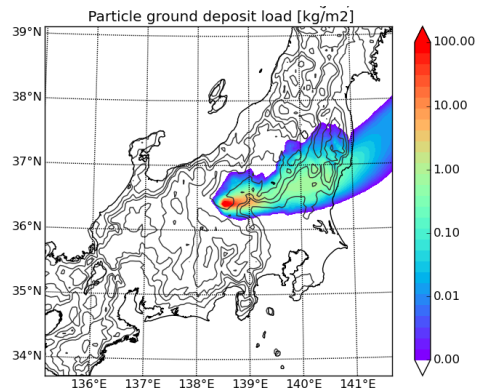 Particle ground deposit load [kg/m2]
39°N
38°N
37°N
36°N
35°N
34°N
136°E 137°E 138°E 139°E 140°E 141°E
100.00
10.00
1.00
0.10
0.01
0.00